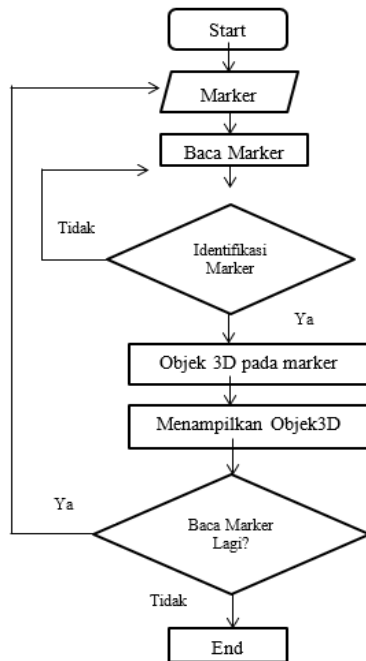 Start
Marker
Baca Marker
Tidak
Identifikasi
Marker
Ya
Objek 3D pada marker
Menampilkan Objek3D
Ya
Baca Marker
Lagi?
Tidak
End